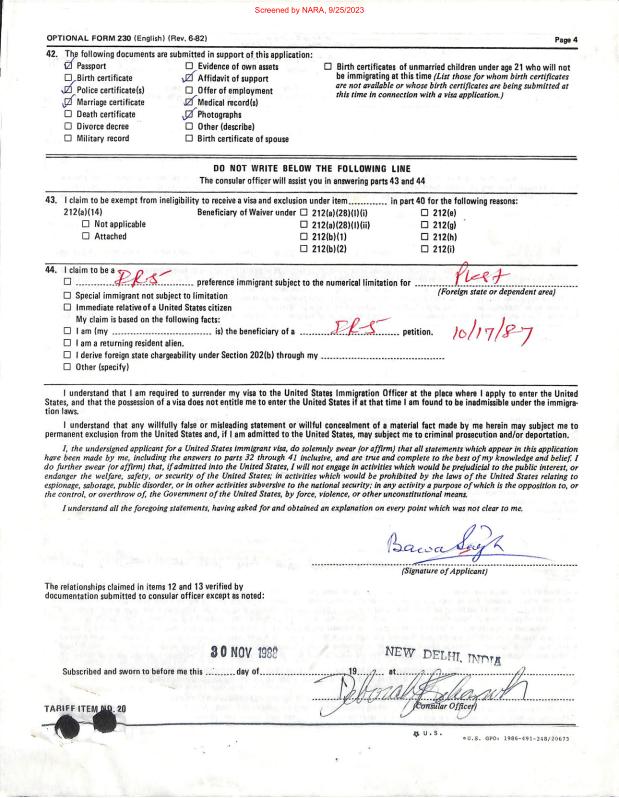 Screened by NARA, 9/25/2023
OPTIONAL FORM 230 (English) (Rev. 6-82)
Page 4
42. The following documents are submitted in support of this application:
Passport
Birth certificate
Police certificate(s)
Marriage certificate
Death certificate
Divorce decree
Military record
Evidence of own assets
Affidavit of support
Offer of employment
Medical record(s)
Photographs
Other (describe)
Birth certificate of spouse
Birth certificates of unmarried children under age 21 who will not
be immigrating at this time (List those for whom birth certificates
are not available or whose birth certificates are being submitted at
this time in connection with a visa application.)
DO NOT WRITE BELOW THE FOLLOWING LINE
The consular officer will assist you in answering parts 43 and 44
43. I claim to be exempt from ineligibility to receive a visa and exclusion under item............ in part 40 for the following reasons:
212(a)(14)
Not applicable
Attached
Beneficiary of Waiver under
212(a)(28)(I)(i)
212(a)(28)(I)(ii)
212(b)(1)
212(b)(2)
212(e)
212(g)
212(h)
212(i)
44. I claim to be a
preference immigrant subject to the numerical limitation for
(Foreign state or dependent area)
Special immigrant not subject to limitation
Immediate relative of a United States citizen
My claim is based on the following facts:
I am (my ............ is) the beneficiary of a ............ petition. 10/17/87
I am a returning resident alien.
I derive foreign state chargeability under Section 202(b) through my
Other (specify)
I understand that I am required to surrender my visa to the United States Immigration Officer at the place where I apply to enter the United
States, and that the possession of a visa does not entitle me to enter the United States if at that time I am found to be inadmissible under the immigra-
tion laws.
I understand that any willfully false or misleading statement or willful concealment of a material fact made by me herein may subject me to
permanent exclusion from the United States and, if I am admitted to the United States, may subject me to criminal prosecution and/or deportation.
I, the undersigned applicant for a United States immigrant visa, do solemnly swear (or affirm) that all statements which appear in this application
have been made by me, including the answers to parts 32 through 41 inclusive, and are true and complete to the best of my knowledge and belief. I
do further swear (or affirm) that, if admitted into the United States, I will not engage in activities which would be prejudicial to the public interest, or
endanger the welfare, safety, or security of the United States; in activities which would be prohibited by the laws of the United States relating to
espionage, sabotage, public disorder, or in other activities subversive to the national security; in any activity a purpose of which is the opposition to, or
the control, or overthrow of, the Government of the United States, by force, violence, or other unconstitutional means.
I understand all the foregoing statements, having asked for and obtained an explanation on every point which was not clear to me.
Bawa Singh
(Signature of Applicant)
The relationships claimed in items 12 and 13 verified by
documentation submitted to consular officer except as noted:
30 NOV 1988
NEW DELHI, INDIA
Subscribed and sworn to before me this ......... day of ............ 19 ...... at
Deborah
(Consular Officer)
TARIFF ITEM NO. 20
U.S.
*U.S. GPO: 1986-491-248/20673